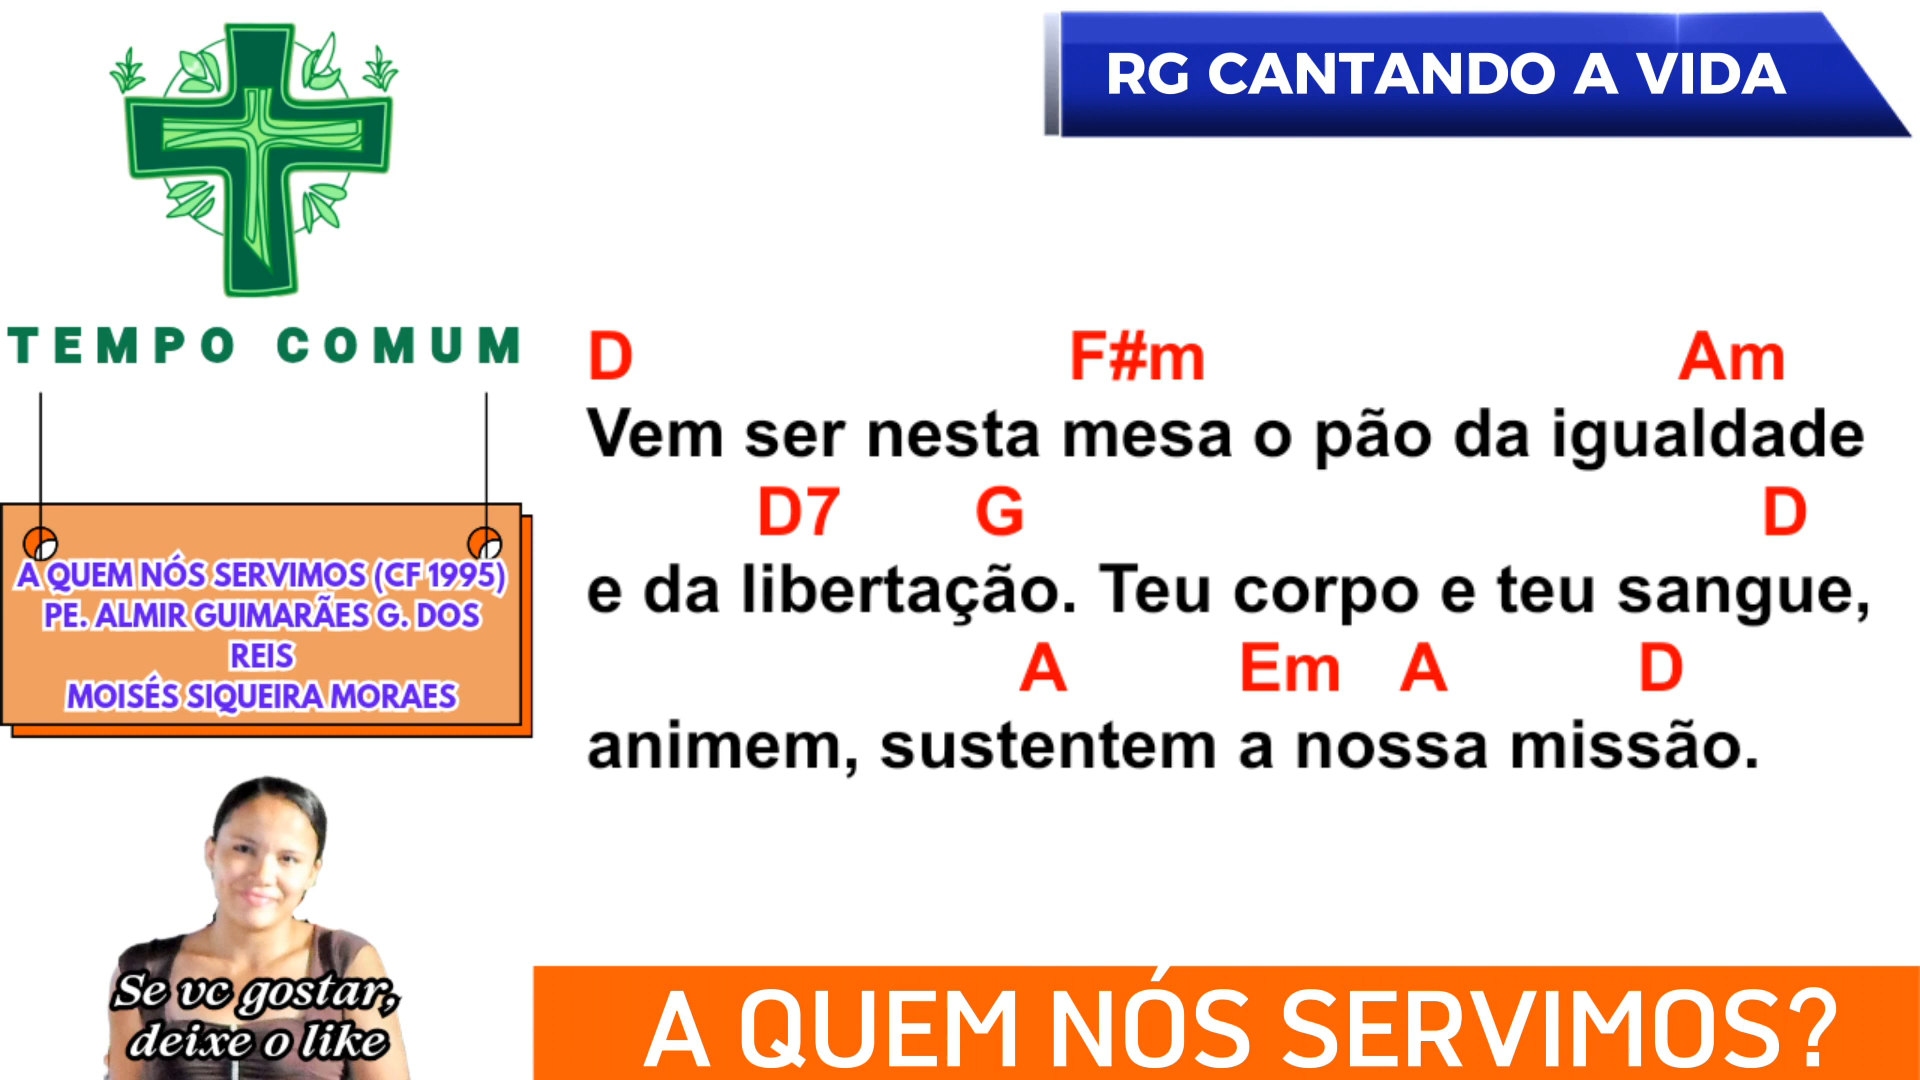 RG CANTANDO A VIDA
TEMPO COMUM
A QUEM NÓS SERVIMOS (CF 1995)
PE. ALMIR GUIMARÃES G. DOS
REIS
MOISÉS SIQUEIRA MORAES
D F#m Am
Vem ser nesta mesa o pão da igualdade
D7 G D
e da libertação. Teu corpo e teu sangue,
A Em A D
animem, sustentem a nossa missão.
Se vc gostar,
deixe o like
A QUEM NÓS SERVIMOS?